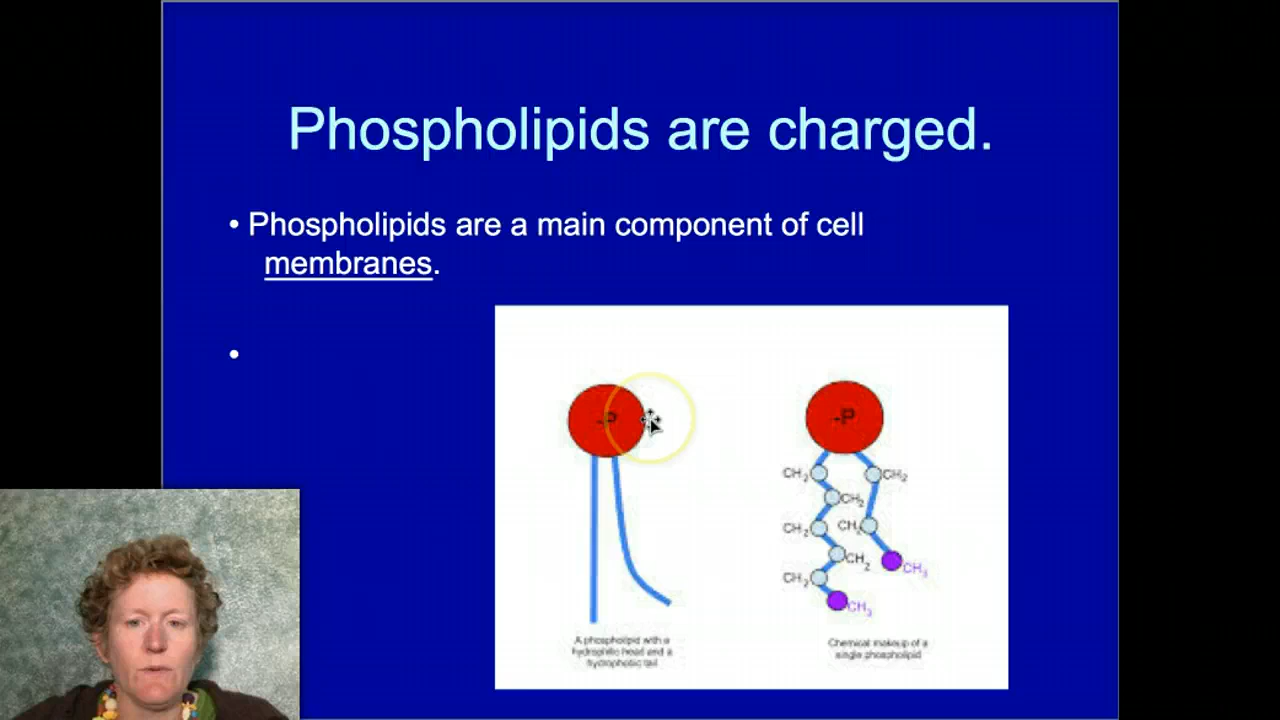 Phospholipids are charged.
• Phospholipids are a main component of cell
membranes.
•
-P
-P
CH2
CH2
CH2
CH2
CH2
CH2
CH2
CH3
CH3
A phospholipid with a
hydrophilic head and a
hydrophobic tail
Chemical makeup of a
single phospholipid